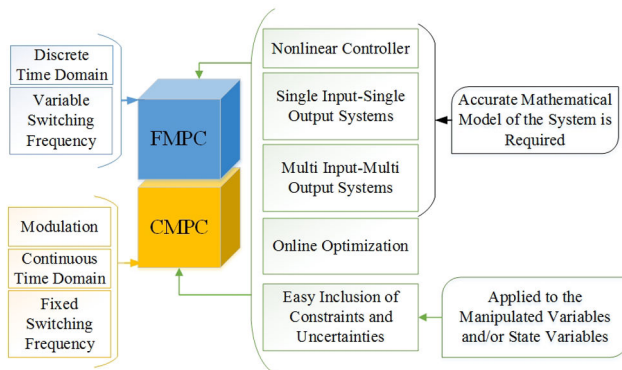 Discrete
Time Domain
Variable
Switching
Frequency
FMPC
CMPC
Modulation
Continuous
Time Domain
Fixed
Switching
Frequency
Nonlinear Controller
Single Input-Single
Output Systems
Multi Input-Multi
Output Systems
Online Optimization
Easy Inclusion of
Constraints and
Uncertainties
Accurate Mathematical
Model of the System is
Required
Applied to the
Manipulated Variables
and/or State Variables